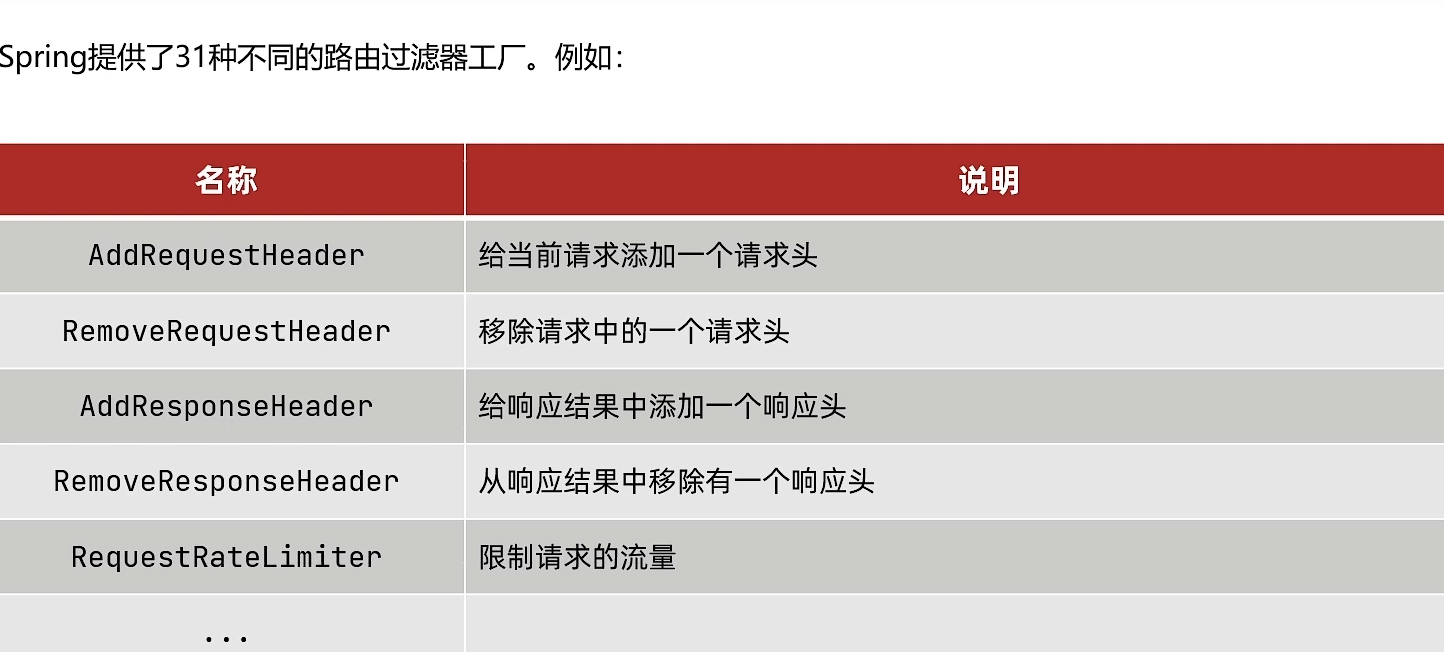 Spring提供了31种不同的路由过滤器工厂。例如：
名称 说明
AddRequestHeader 给当前请求添加一个请求头
RemoveRequestHeader 移除请求中的一个请求头
AddResponseHeader 给响应结果中添加一个响应头
RemoveResponseHeader 从响应结果中移除有一个响应头
RequestRateLimiter 限制请求的流量
...